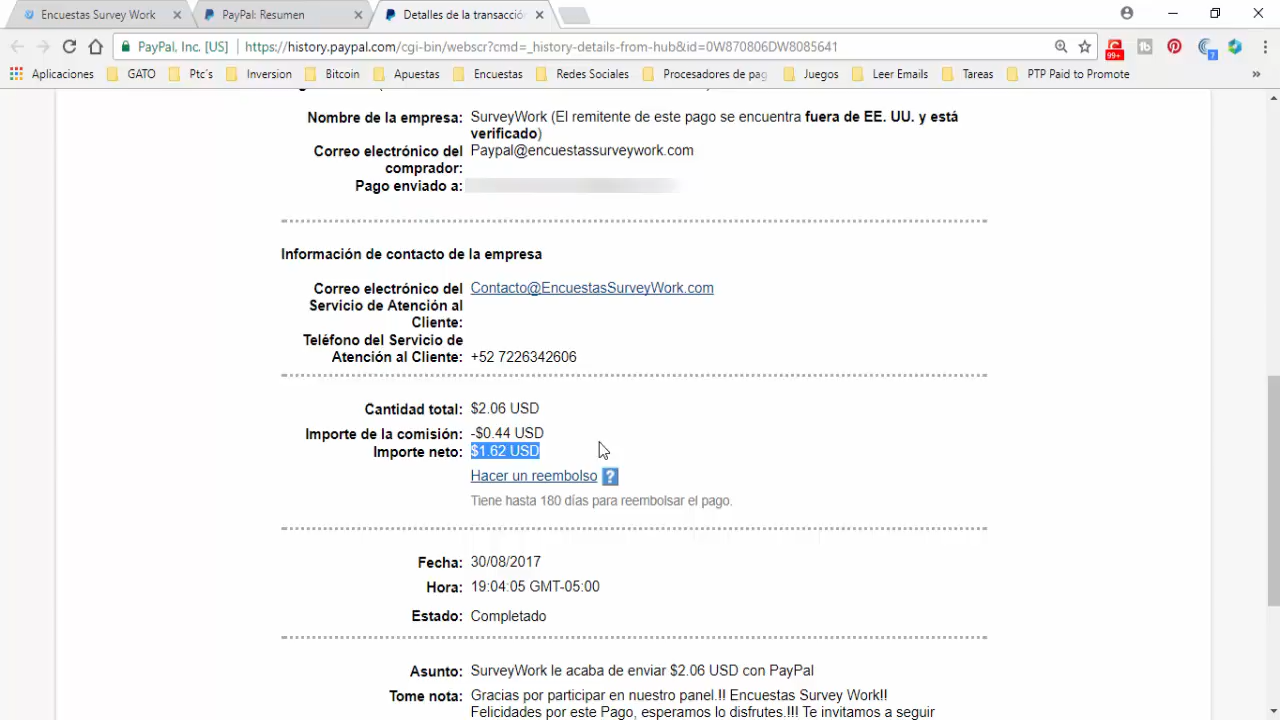 Encuestas Survey Work
PayPal: Resumen
Detalles de la transacció
PayPal, Inc. [US]
https://history.paypal.com/cgi-bin/webscr?cmd=_history-details-from-hub&id=0W870806DW8085641
99+
7
Aplicaciones
GATO
Ptc's
Inversion
Bitcoin
Apuestas
Encuestas
Redes Sociales
Procesadores de pag
Juegos
Leer Emails
Tareas
PTP Paid to Promote
»
Nombre de la empresa: SurveyWork (El remitente de este pago se encuentra fuera de EE. UU. y está
verificado)
Correo electrónico del Paypal@encuestassurveywork.com
comprador:
Pago enviado a:
Información de contacto de la empresa
Correo electrónico del Contacto@EncuestasSurveyWork.com
Servicio de Atención al
Cliente:
Teléfono del Servicio de
Atención al Cliente: +52 7226342606
Cantidad total: $2.06 USD
Importe de la comisión: -$0.44 USD
Importe neto: $1.62 USD
Hacer un reembolso ?
Tiene hasta 180 días para reembolsar el pago.
Fecha: 30/08/2017
Hora: 19:04:05 GMT-05:00
Estado: Completado
Asunto: SurveyWork le acaba de enviar $2.06 USD con PayPal
Tome nota: Gracias por participar en nuestro panel.!! Encuestas Survey Work!!
Felicidades por este Pago, esperamos lo disfrutes.!!! Te invitamos a seguir